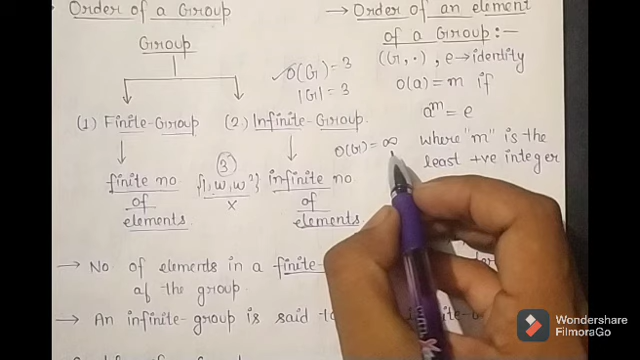 Order of a Group
Group
O(G) = 3
|G| = 3
(1) Finite-Group
(2) Infinite-Group
O(G) = ∞
finite no
of
elements
3
{1, w, w²}
x
infinite no
of
elements
→ No of elements in a finite-
of the group
→ An infinite-group is said to
→ Order of an element
of a Group:-
(G, ·), e → identity
O(a) = m if
aᵐ = e
where "m" is the
least +ve integer
Wondershare
FilmoraGo